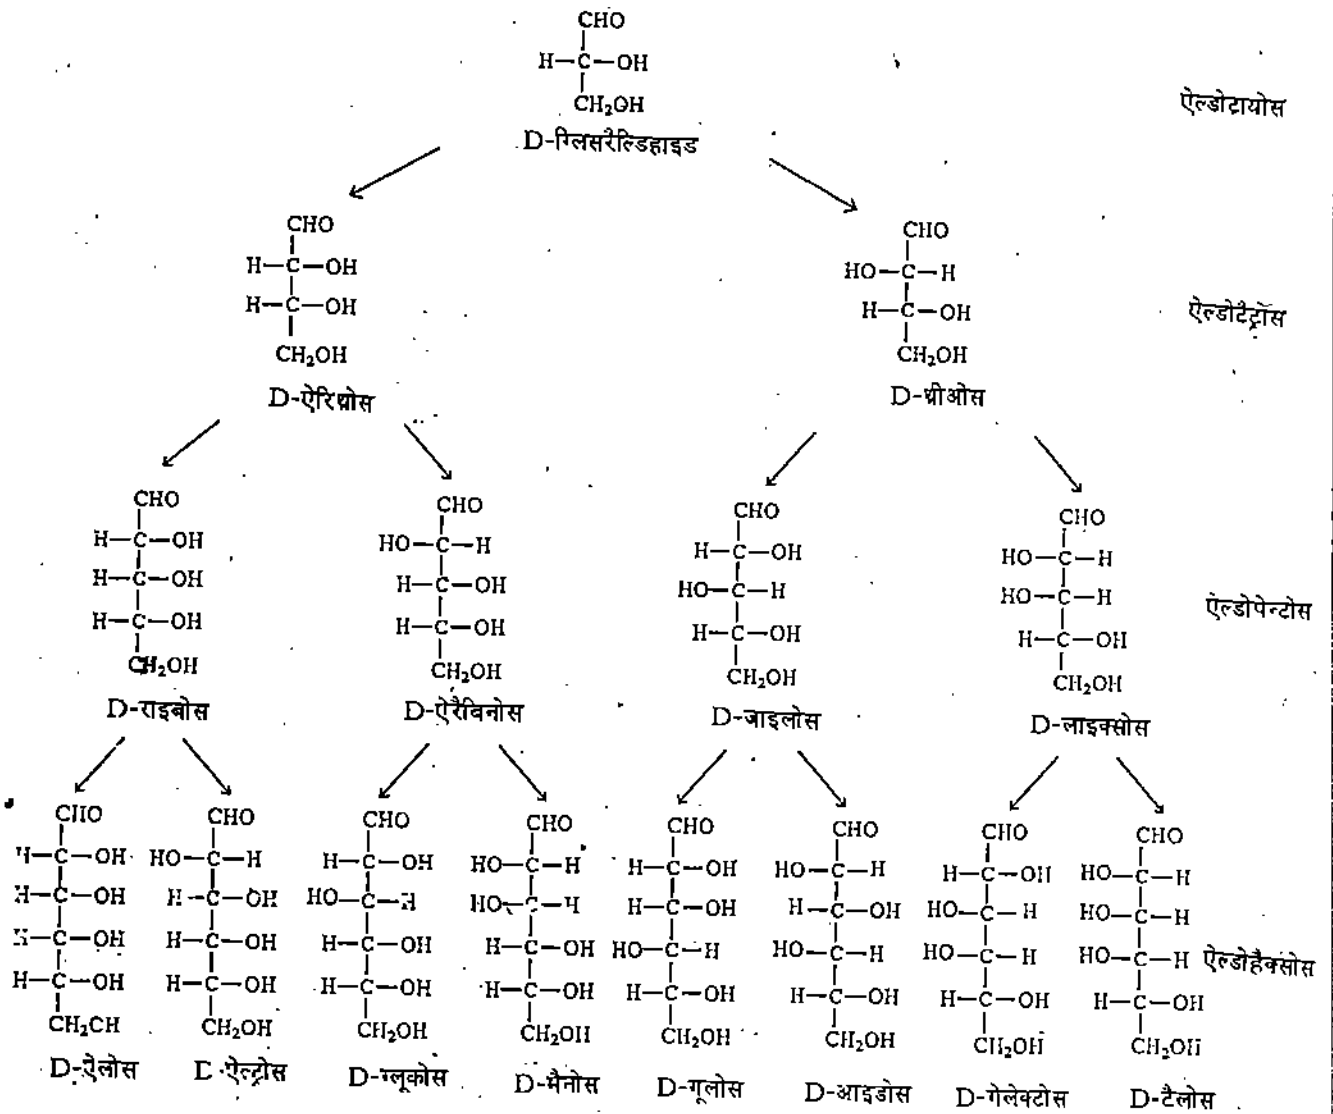 CHO
H—C—OH
CH₂OH
D-ग्लिसरैल्डिहाइड
ऐल्डोट्रायोस
CHO
H—C—OH
H—C—OH
CH₂OH
D-ऐरिथ्रोस
CHO
HO—C—H
H—C—OH
CH₂OH
D-थ्रीओस
ऐल्डोटैट्रॉस
CHO
H—C—OH
H—C—OH
H—C—OH
CH₂OH
D-राइबोस
CHO
HO—C—H
H—C—OH
H—C—OH
CH₂OH
D-ऐरैबिनोस
CHO
H—C—OH
HO—C—H
H—C—OH
CH₂OH
D-जाइलोस
CHO
HO—C—H
HO—C—H
H—C—OH
CH₂OH
D-लाइक्सोस
ऐल्डोपेन्टोस
CHO
H—C—OH
H—C—OH
H—C—OH
H—C—OH
CH₂CH
D-ऐलोस
CHO
HO—C—H
H—C—OH
H—C—OH
H—C—OH
CH₂OH
D-ऐल्ट्रोस
CHO
H—C—OH
HO—C—H
H—C—OH
H—C—OH
CH₂OH
D-ग्लूकोस
CHO
HO—C—H
HO—C—H
H—C—OH
H—C—OH
CH₂OH
D-मैनोस
CHO
H—C—OH
H—C—OH
HO—C—H
H—C—OH
CH₂OH
D-गूलोस
CHO
HO—C—H
H—C—OH
HO—C—H
H—C—OH
CH₂OH
D-आइडोस
CHO
H—C—OH
HO—C—H
HO—C—H
H—C—OH
CH₂OH
D-गेलेक्टोस
CHO
HO—C—H
HO—C—H
HO—C—H
H—C—OH
CH₂OH
D-टैलोस
ऐल्डोहैक्सोस